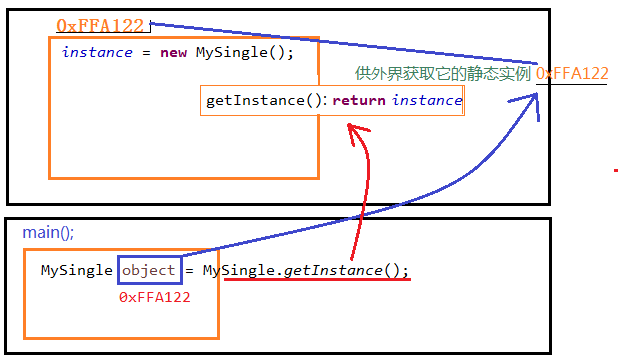 0xFFA122
instance = new MySingle();
供外界获取它的静态实例 0xFFA122
getInstance(): return instance
main();
MySingle object = MySingle.getInstance();
0xFFA122